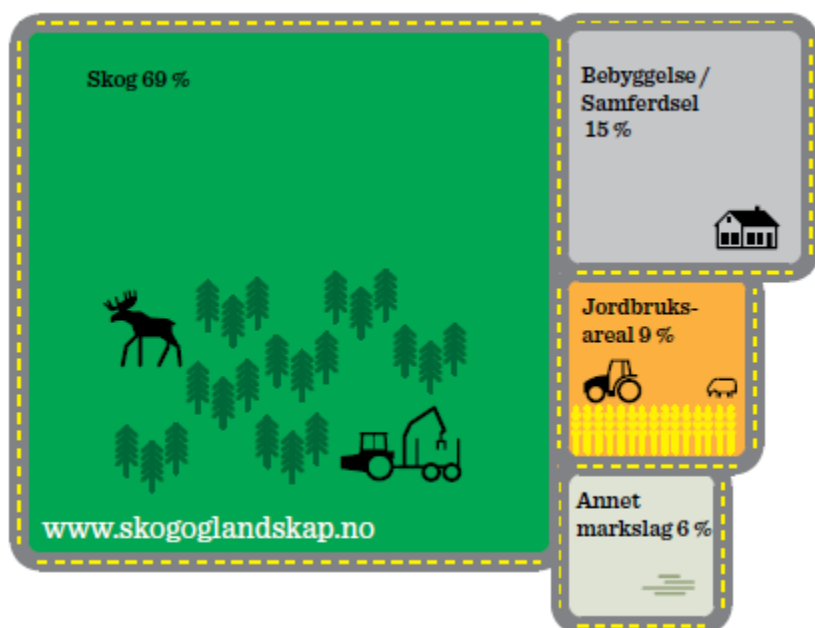 Skog 69 %
Bebyggelse /
Samferdsel
15 %
Jordbruks-
areal 9 %
Annet
markslag 6 %
www.skogoglandskap.no